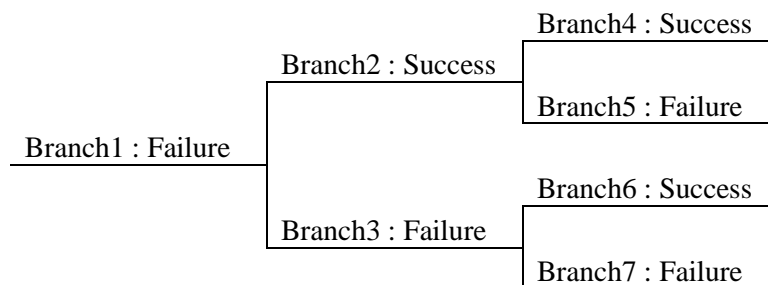 Branch4 : Success
Branch2 : Success
Branch5 : Failure
Branch1 : Failure
Branch6 : Success
Branch3 : Failure
Branch7 : Failure